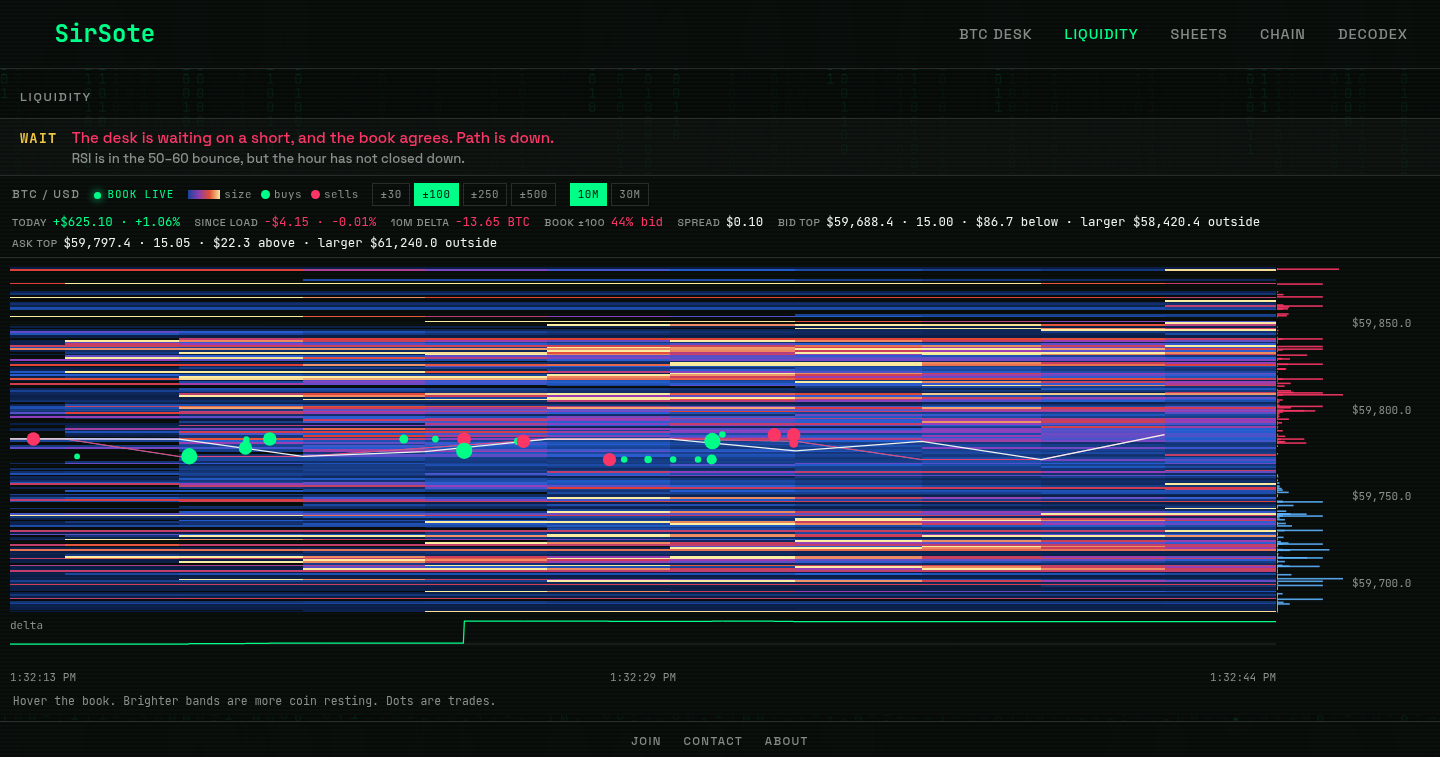 SirSote
BTC DESK LIQUIDITY SHEETS CHAIN DECODEX
LIQUIDITY
WAIT The desk is waiting on a short, and the book agrees. Path is down.
RSI is in the 50–60 bounce, but the hour has not closed down.
BTC / USD BOOK LIVE size buys sells ±30 ±100 ±250 ±500 10M 30M
TODAY +$625.10 · +1.06% SINCE LOAD -$4.15 · -0.01% 10M DELTA -13.65 BTC BOOK ±100 44% bid SPREAD $0.10 BID TOP $59,688.4 · 15.00 · $86.7 below · larger $58,420.4 outside
ASK TOP $59,797.4 · 15.05 · $22.3 above · larger $61,240.0 outside
$59,850.0
$59,800.0
$59,750.0
$59,700.0
delta
1:32:13 PM 1:32:29 PM 1:32:44 PM
Hover the book. Brighter bands are more coin resting. Dots are trades.
JOIN CONTACT ABOUT